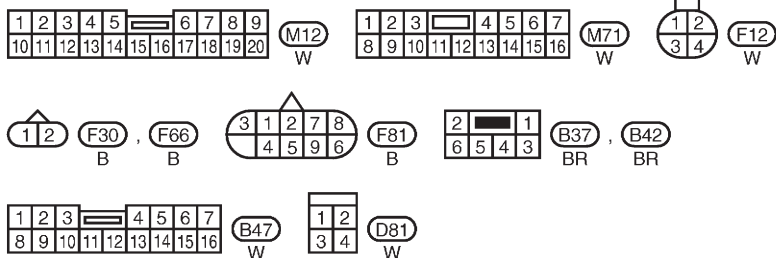 1 2 3 4 5 6 7 8 9
10 11 12 13 14 15 16 17 18 19 20
M12
W
1 2 3 4 5 6 7
8 9 10 11 12 13 14 15 16
M71
W
1 2
3 4
F12
W
1 2
F30 , F66
B B
3 1 2 7 8
4 5 9 6
F81
B
2 1
6 5 4 3
B37 , B42
BR BR
1 2 3 4 5 6 7
8 9 10 11 12 13 14 15 16
B47
W
1 2
3 4
D81
W